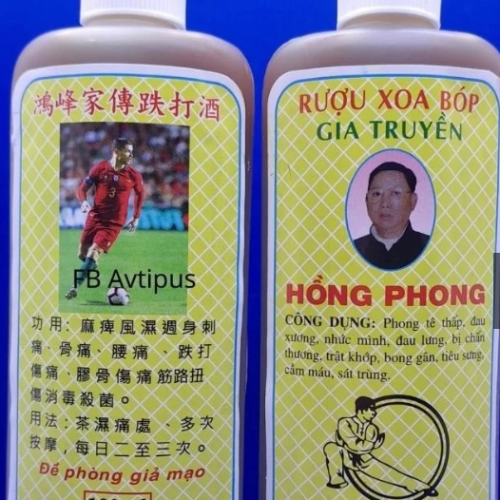 鴻峰家傳跌打酒
FB Avtipus
功用: 麻痺風濕週身刺
痛、骨痛、腰痛 、跌打
傷痛、膠骨傷痛筋路扭
傷消毒殺菌。
用法: 茶濕痛處 、多次
按摩 , 每日二至三次。
Đề phòng giả mạo
RƯỢU XOA BÓP
GIA TRUYỀN
HỒNG PHONG
CÔNG DỤNG: Phong tê thấp, đau
xương, nhức mình, đau lưng, bị chấn
thương, trật khớp, bong gân, tiêu sưng,
cầm máu, sát trùng.